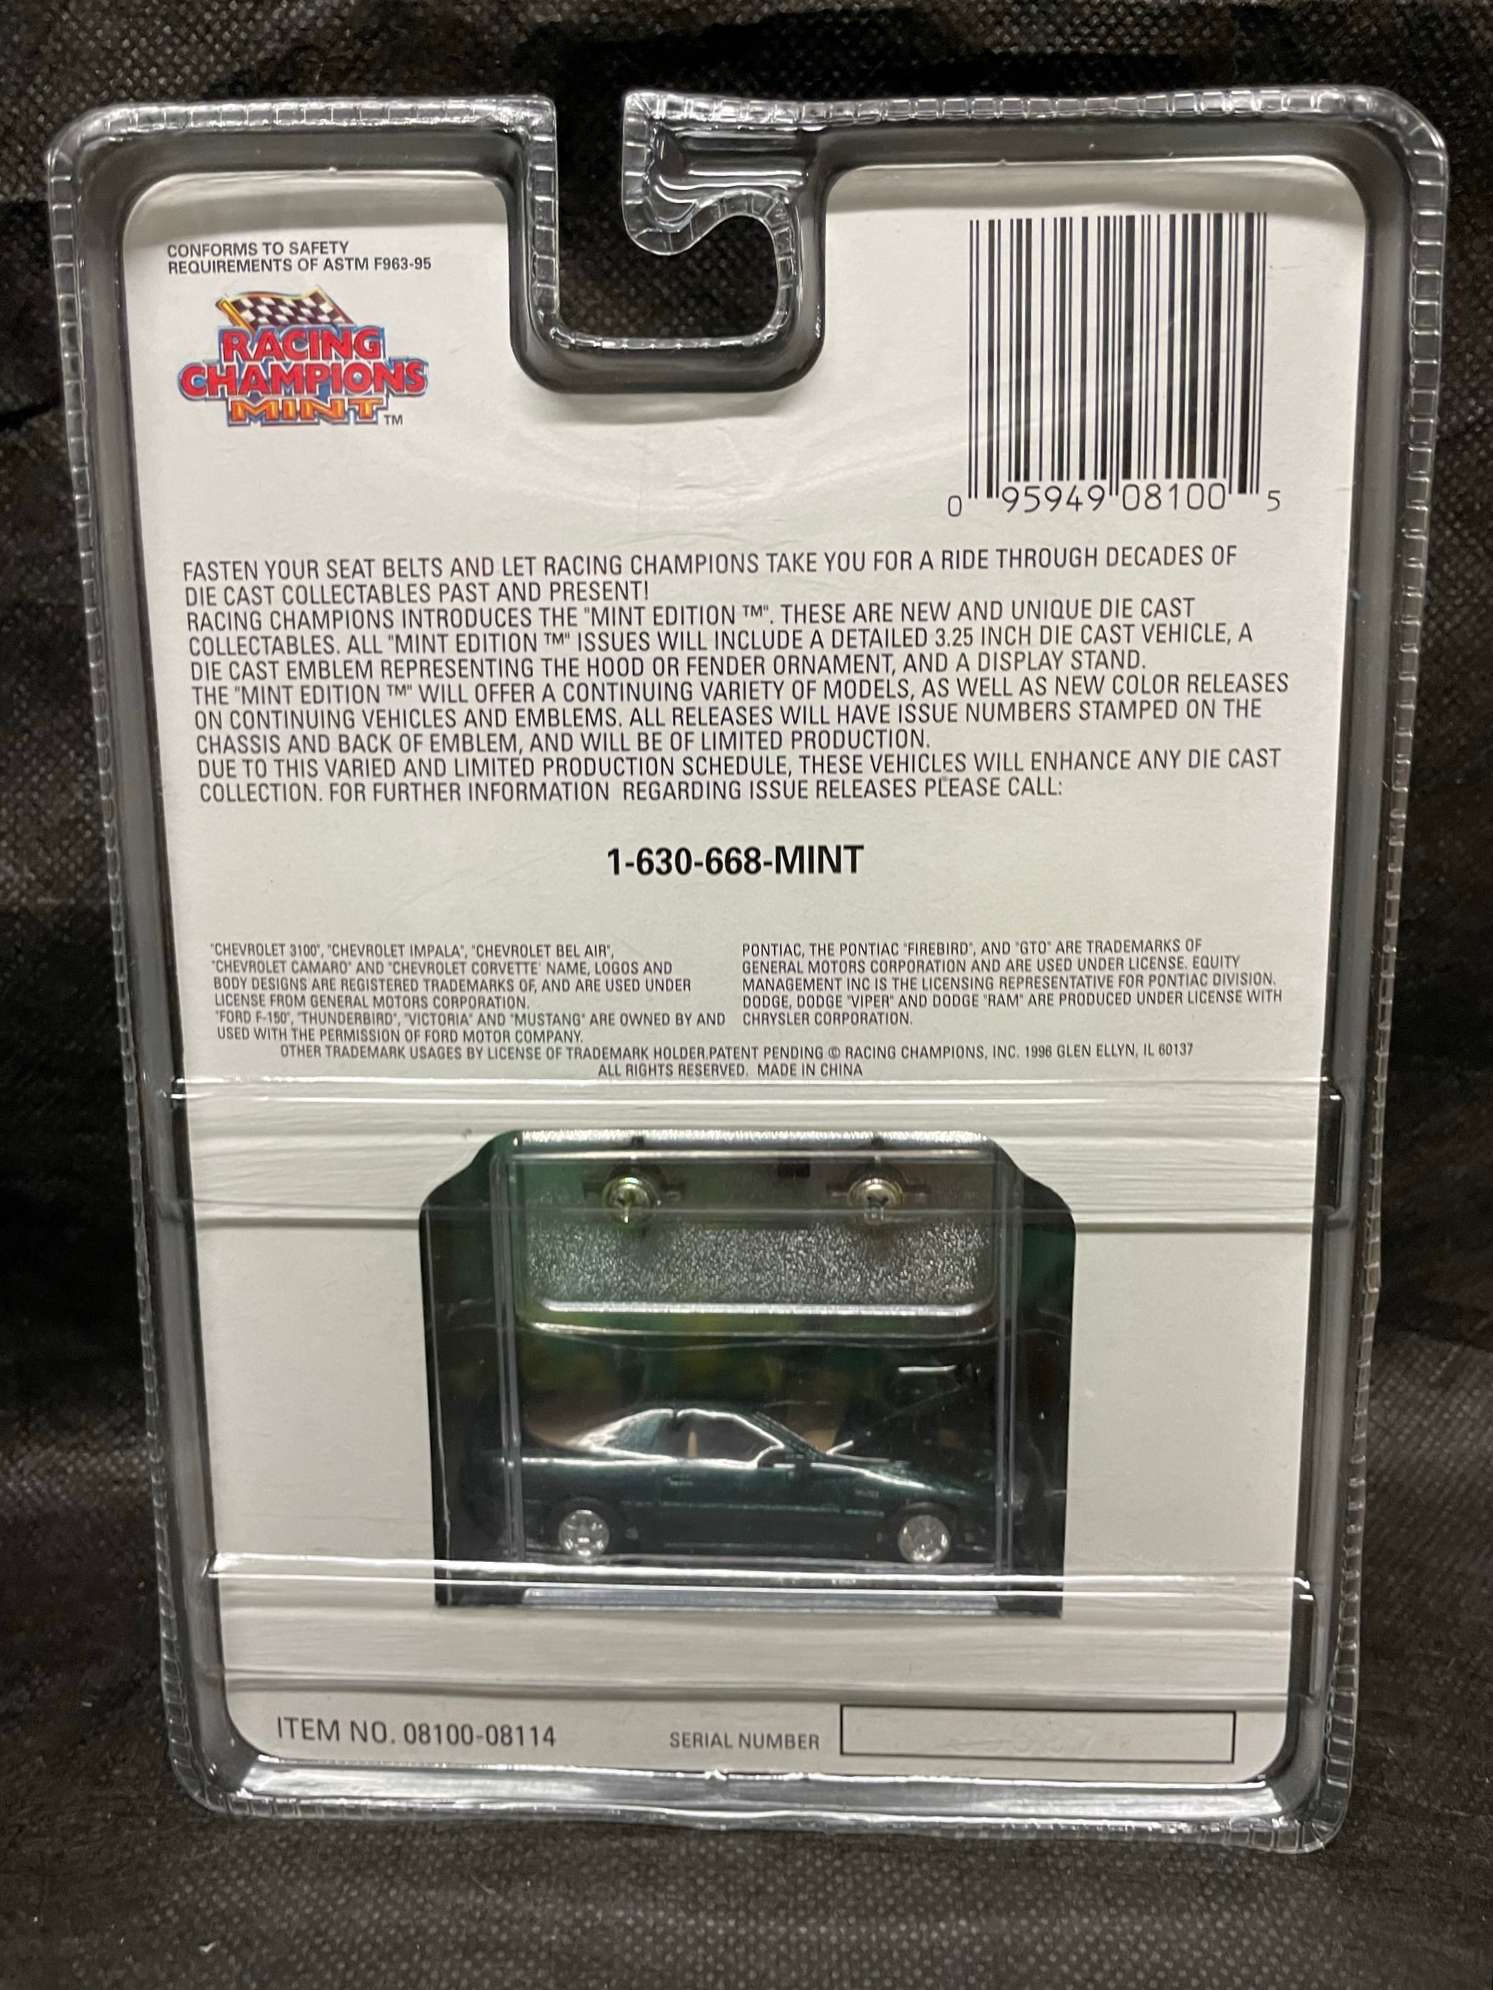 CONFORMS TO SAFETY
REQUIREMENTS OF ASTM F963-95
RACING
CHAMPIONS
MINT TM
0 95949 08100 5
FASTEN YOUR SEAT BELTS AND LET RACING CHAMPIONS TAKE YOU FOR A RIDE THROUGH DECADES OF
DIE CAST COLLECTABLES PAST AND PRESENT!
RACING CHAMPIONS INTRODUCES THE "MINT EDITION ™". THESE ARE NEW AND UNIQUE DIE CAST
COLLECTABLES. ALL "MINT EDITION ™" ISSUES WILL INCLUDE A DETAILED 3.25 INCH DIE CAST VEHICLE, A
DIE CAST EMBLEM REPRESENTING THE HOOD OR FENDER ORNAMENT, AND A DISPLAY STAND.
THE "MINT EDITION ™" WILL OFFER A CONTINUING VARIETY OF MODELS, AS WELL AS NEW COLOR RELEASES
ON CONTINUING VEHICLES AND EMBLEMS. ALL RELEASES WILL HAVE ISSUE NUMBERS STAMPED ON THE
CHASSIS AND BACK OF EMBLEM, AND WILL BE OF LIMITED PRODUCTION.
DUE TO THIS VARIED AND LIMITED PRODUCTION SCHEDULE, THESE VEHICLES WILL ENHANCE ANY DIE CAST
COLLECTION. FOR FURTHER INFORMATION REGARDING ISSUE RELEASES PLEASE CALL:
1-630-668-MINT
"CHEVROLET 3100", "CHEVROLET IMPALA", "CHEVROLET BEL AIR",
"CHEVROLET CAMARO" AND "CHEVROLET CORVETTE" NAME, LOGOS AND
BODY DESIGNS ARE REGISTERED TRADEMARKS OF, AND ARE USED UNDER
LICENSE FROM GENERAL MOTORS CORPORATION.
"FORD F-150", "THUNDERBIRD", "VICTORIA" AND "MUSTANG" ARE OWNED BY AND
USED WITH THE PERMISSION OF FORD MOTOR COMPANY.
PONTIAC, THE PONTIAC "FIREBIRD", AND "GTO" ARE TRADEMARKS OF
GENERAL MOTORS CORPORATION AND ARE USED UNDER LICENSE. EQUITY
MANAGEMENT INC IS THE LICENSING REPRESENTATIVE FOR PONTIAC DIVISION.
DODGE, DODGE "VIPER" AND DODGE "RAM" ARE PRODUCED UNDER LICENSE WITH
CHRYSLER CORPORATION.
OTHER TRADEMARK USAGES BY LICENSE OF TRADEMARK HOLDER.PATENT PENDING © RACING CHAMPIONS, INC. 1996 GLEN ELLYN, IL 60137
ALL RIGHTS RESERVED. MADE IN CHINA
ITEM NO. 08100-08114
SERIAL NUMBER